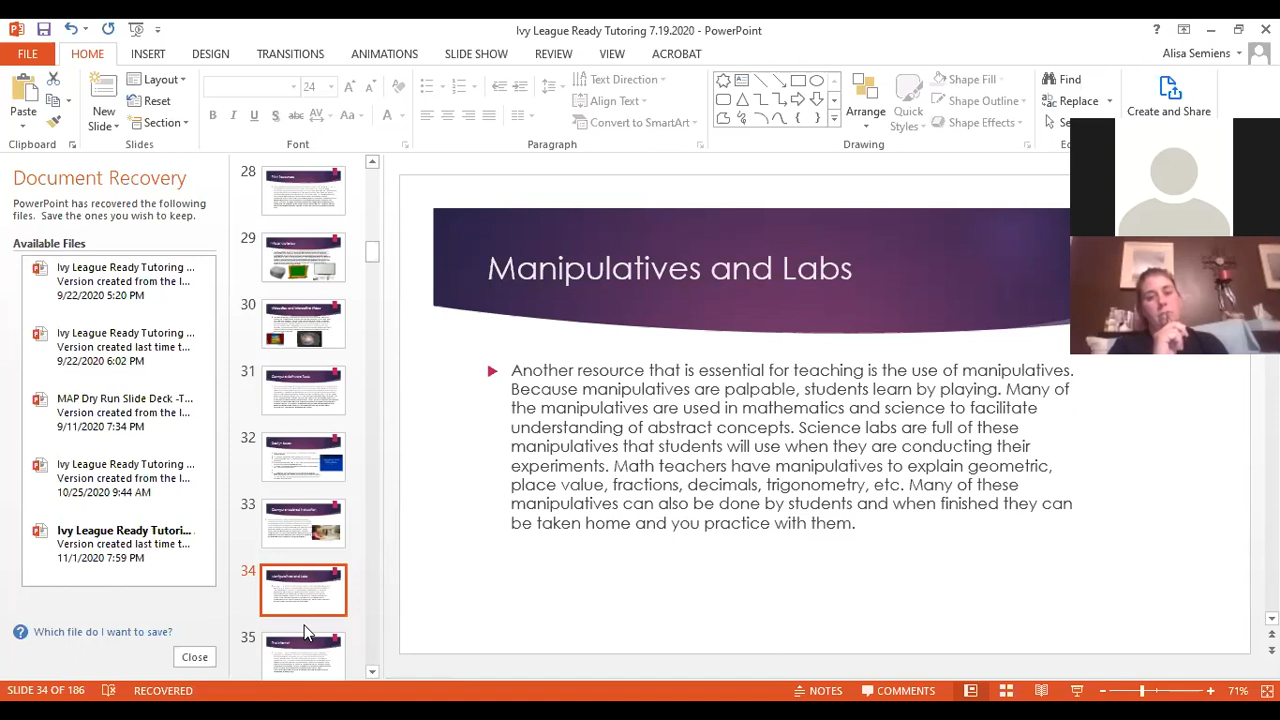 Ivy League Ready Tutoring 7.19.2020 - PowerPoint
FILE HOME INSERT DESIGN TRANSITIONS ANIMATIONS SLIDE SHOW REVIEW VIEW ACROBAT
Alisa Semiens
Paste
New
Slide
Layout
Reset
Section
24
Text Direction
Align Text
Convert to SmartArt
Arrange
Quick
Styles
Shape Fill
Shape Outline
Shape Effects
Find
Replace
Create and Share
Clipboard Slides Font Paragraph Drawing
Document Recovery
PowerPoint has recovered the following
files. Save the ones you wish to keep.
Available Files
Ivy League Ready Tutoring ...
Version created from the l...
9/22/2020 5:20 PM
Ivy League Ready Tutoring ...
Version created last time t...
9/22/2020 6:02 PM
MAP Dry Run Slide Deck -T...
Version created from the l...
9/11/2020 7:34 PM
Ivy League Ready Tutoring ...
Version created last time t...
10/25/2020 9:44 AM
Ivy League Ready Tutori...
Version created last time t...
11/1/2020 7:59 PM
Which file do I want to save?
Close
28
29
30
31
32
33
34
35
Manipulatives and Labs
Another resource that is essential for teaching is the use of manipulatives.
Because manipulatives are movable, students learn by playing. Many of
the manipulatives are used in mathematics and science to facilitate
understanding of abstract concepts. Science labs are full of these
manipulatives that students will use when they are conducting their
experiments. Math teachers have manipulatives to explain geometric,
place value, fractions, decimals, trigonometry, etc. Many of these
manipulatives can also be done by students and when finished they can
be taken home and you practice with them.
SLIDE 34 OF 186 RECOVERED NOTES COMMENTS 71%